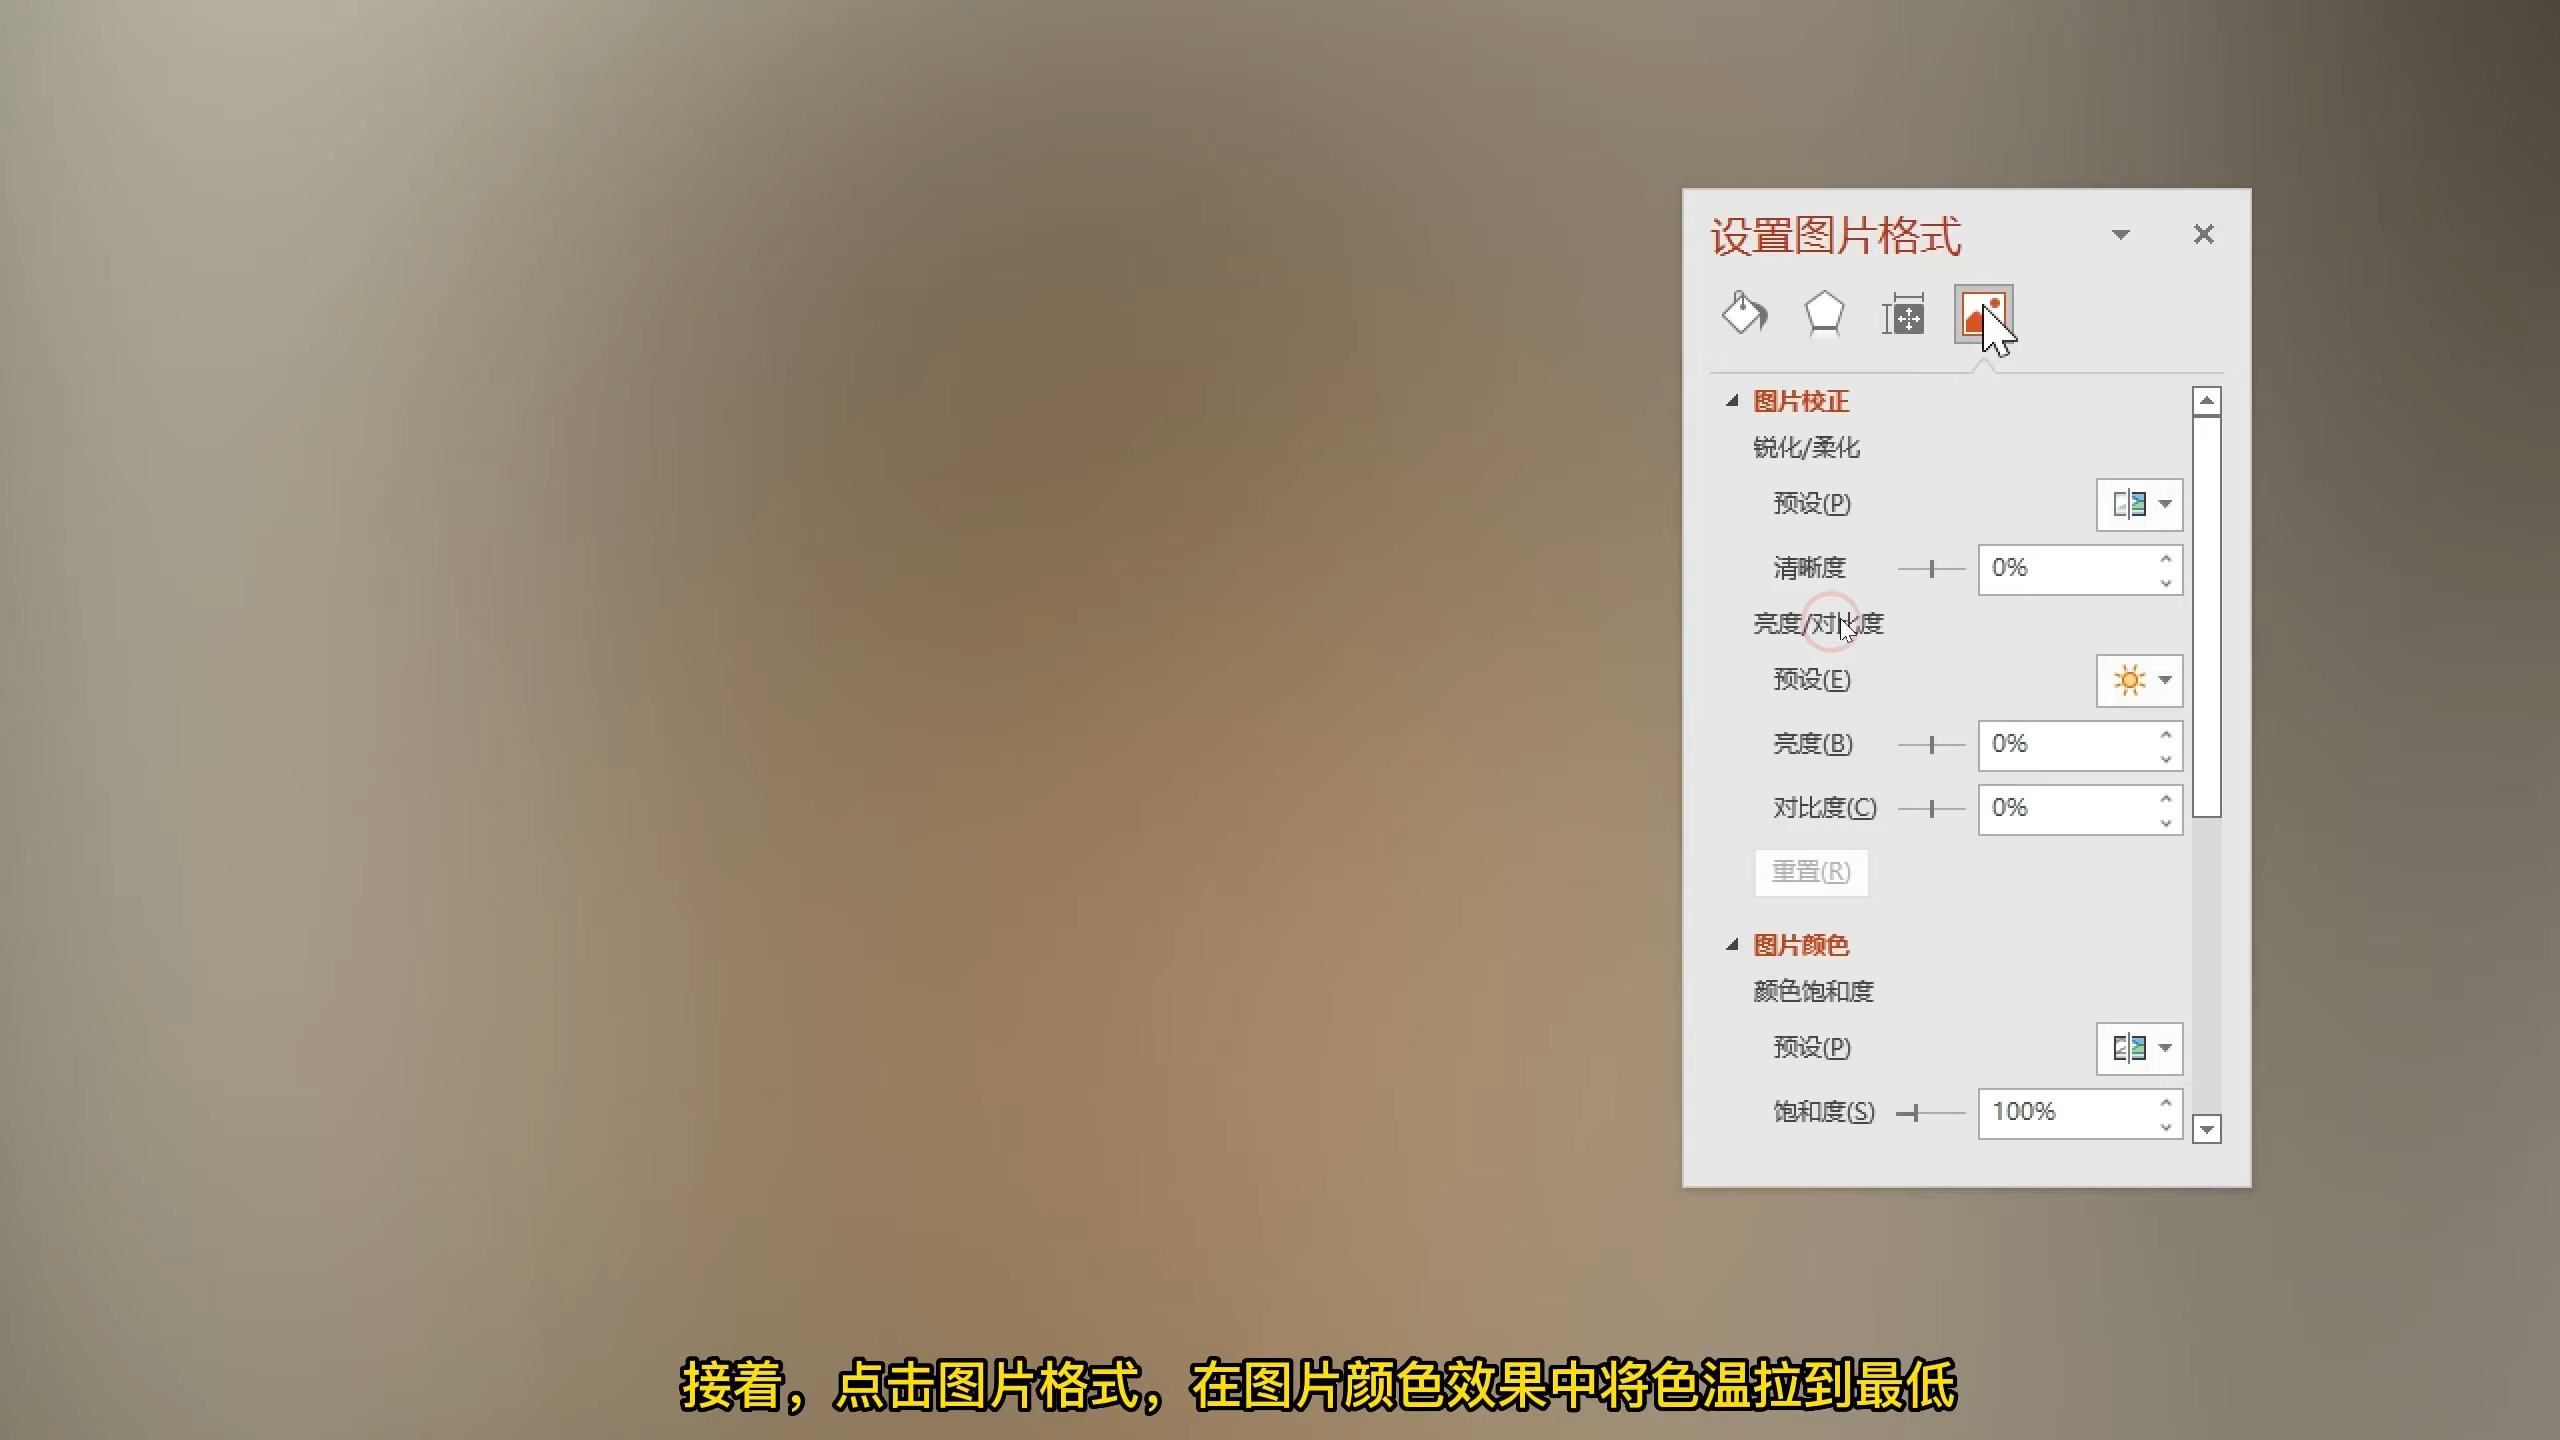 设置图片格式
图片校正
锐化/柔化
预设(P)
清晰度 0%
亮度/对比度
预设(E)
亮度(B) 0%
对比度(C) 0%
重置(R)
图片颜色
颜色饱和度
预设(P)
饱和度(S) 100%
接着，点击图片格式，在图片颜色效果中将色温拉到最低